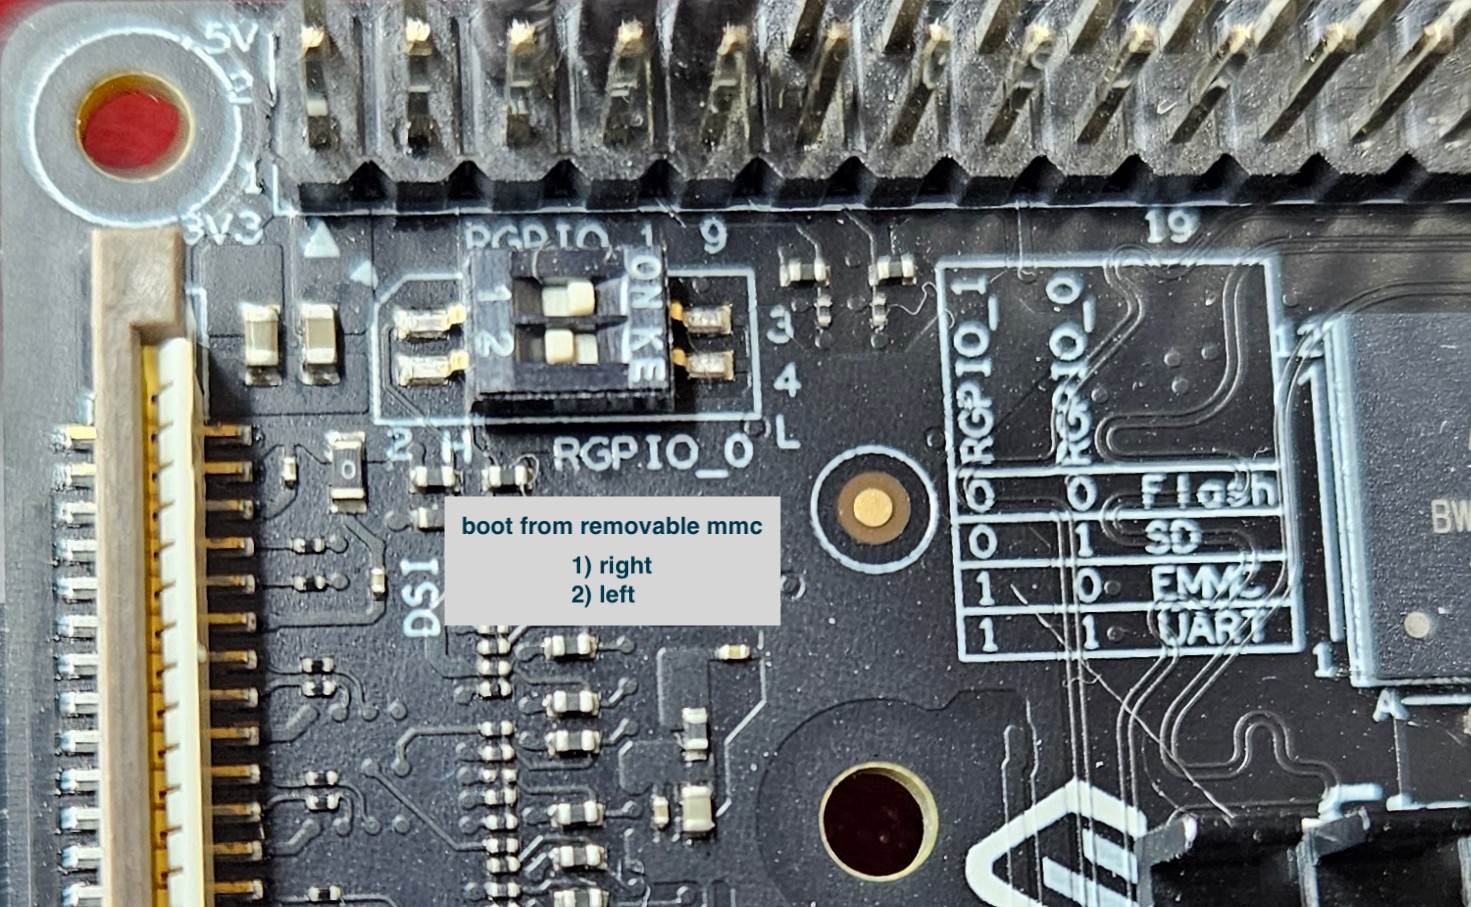 5V
2
1
3V3
RGPIO_1
9
19
1
2
ON KE
3
4
2
H
RGPIO_0
L
RGPIO_1
RGPIO_0
0 0 Flash
0 1 SD
1 0 EMMC
1 1 UART
boot from removable mmc
1) right
2) left
DSI
0
BW
A
1